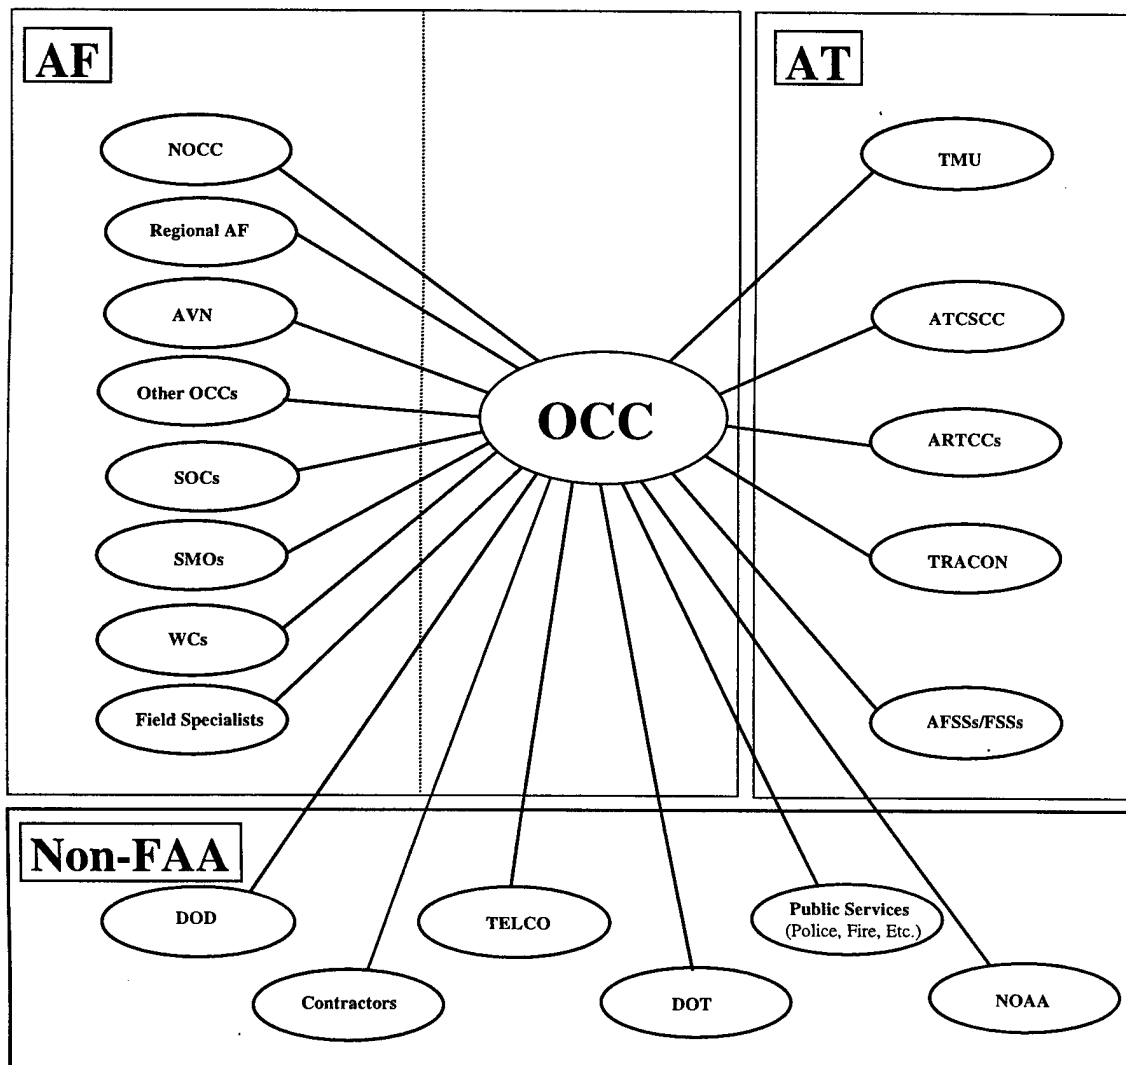 AF
AT
NOCC
TMU
Regional AF
AVN
ATCSCC
Other OCCs
OCC
ARTCCs
SOCs
SMOs
TRACON
WCs
Field Specialists
AFSSs/FSSs
Non-FAA
DOD
TELCO
Public Services
(Police, Fire, Etc.)
Contractors
DOT
NOAA